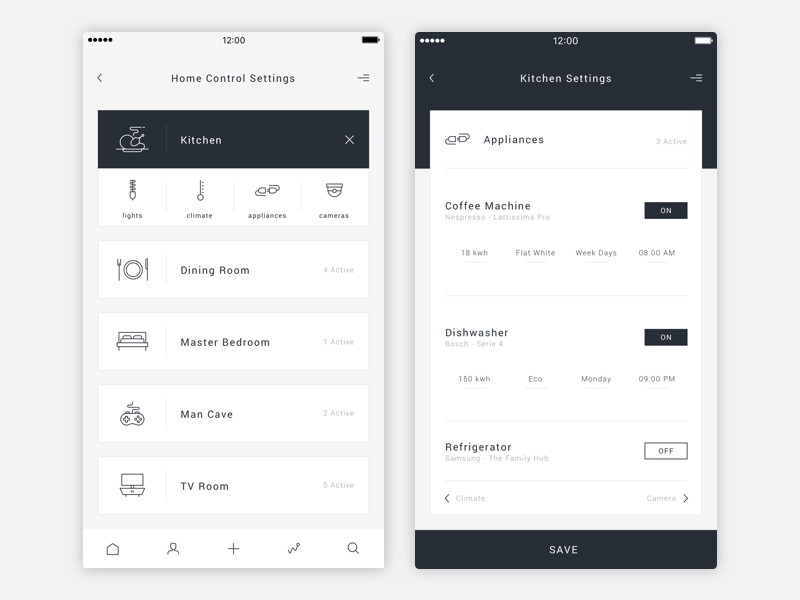 12:00
Home Control Settings
Kitchen
lights climate appliances cameras
Dining Room 4 Active
Master Bedroom 1 Active
Man Cave 2 Active
TV Room 5 Active
12:00
Kitchen Settings
Appliances 3 Active
Coffee Machine ON
Nespresso - Lattissima Pro
18 kwh Flat White Week Days 08:00 AM
Dishwasher ON
Bosch - Serie 4
150 kwh Eco Monday 09:00 PM
Refrigerator OFF
Samsung - The Family Hub
Climate Camera
SAVE